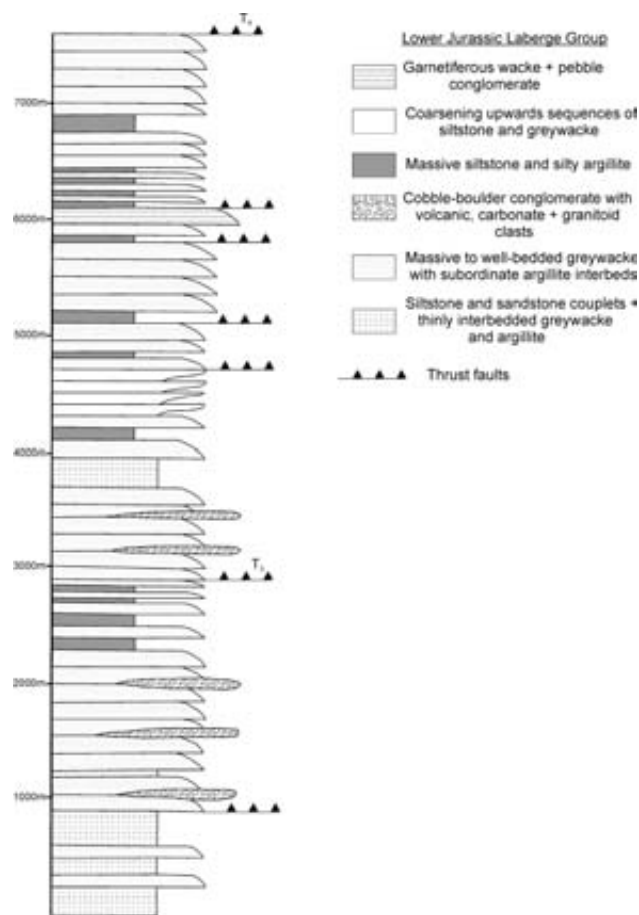 Lower Jurassic Laberge Group
Garnetiferous wacke + pebble
conglomerate
Coarsening upwards sequences of
siltstone and greywacke
Massive siltstone and silty argillite
Cobble-boulder conglomerate with
volcanic, carbonate + granitoid
clasts
Massive to well-bedded greywacke
with subordinate argillite interbeds
Siltstone and sandstone couplets +
thinly interbedded greywacke
and argillite
Thrust faults
7000m
6000m
5000m
4000m
3000m
2000m
1000m